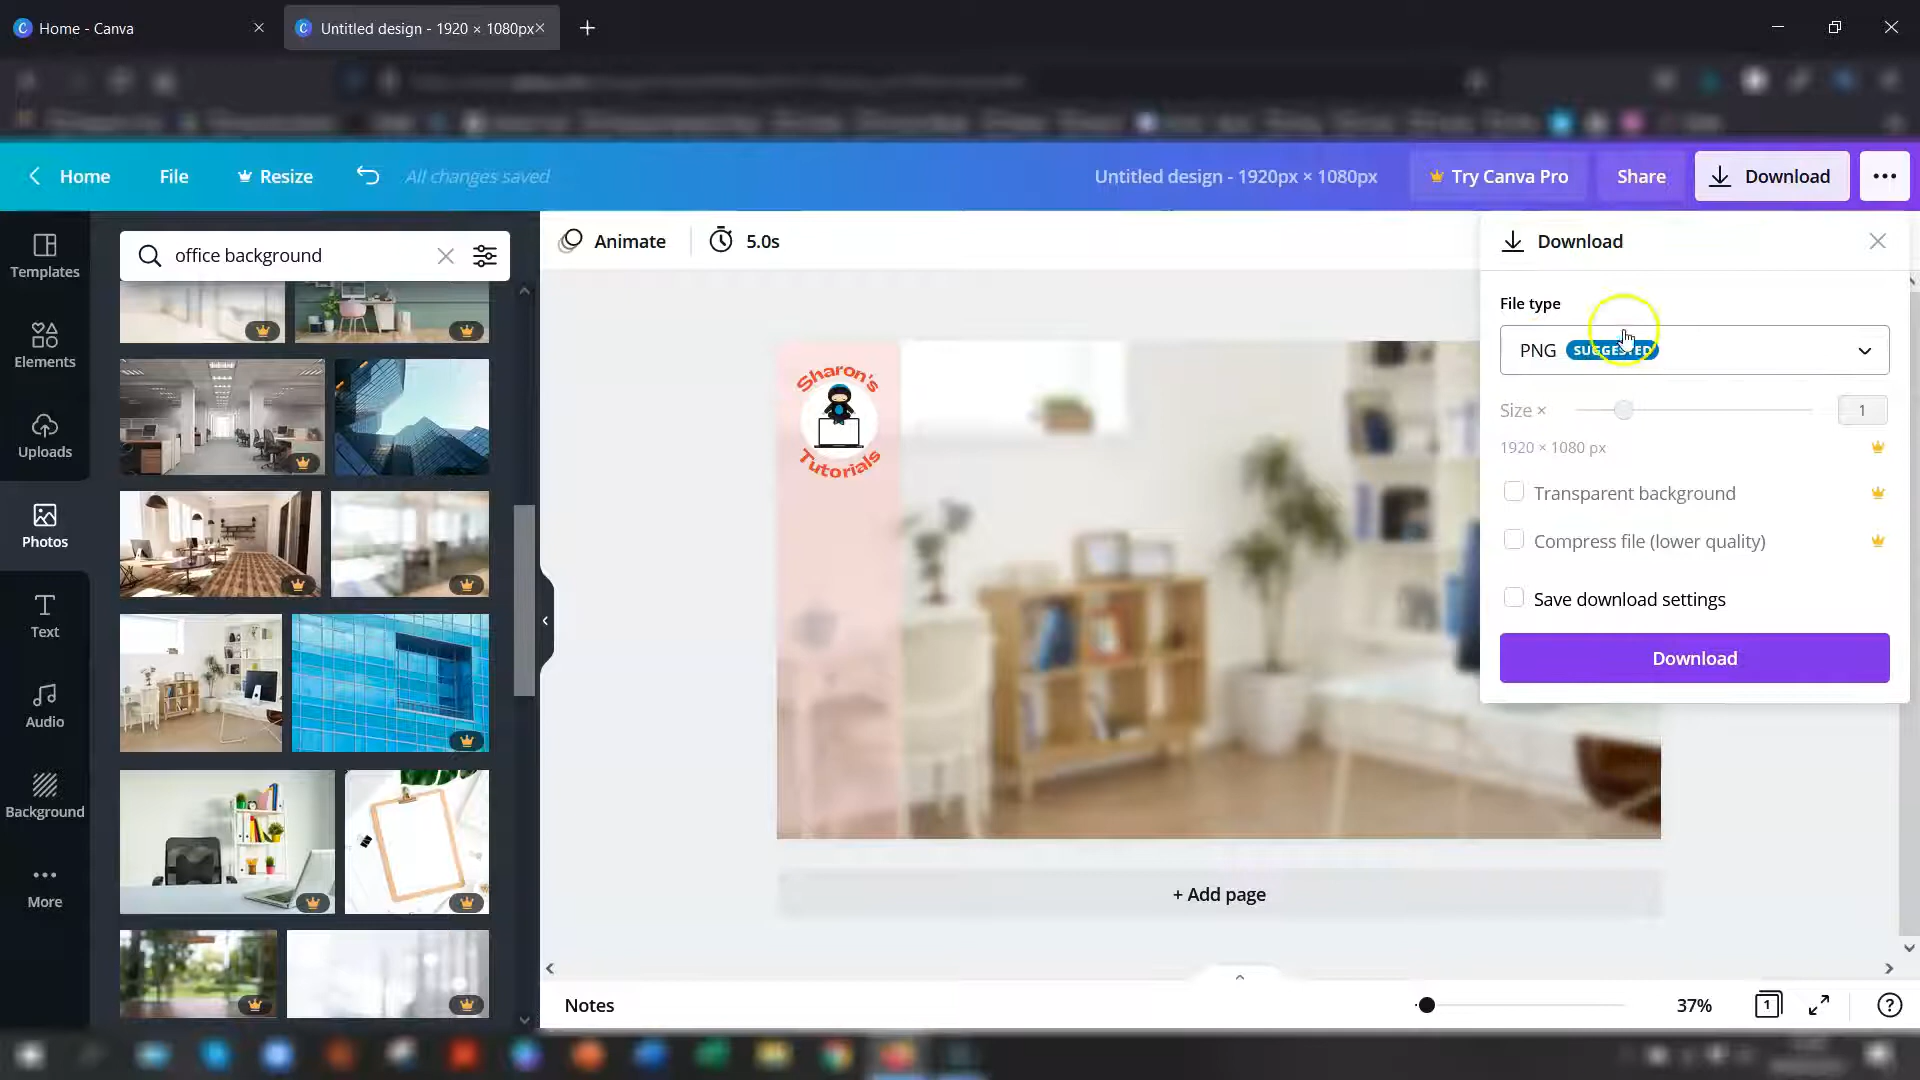 Home - Canva
Untitled design - 1920 × 1080px
Home
File
Resize
All changes saved
Untitled design - 1920px × 1080px
Try Canva Pro
Share
Download
Templates
Elements
Uploads
Photos
Text
Audio
Background
More
office background
Animate
5.0s
Sharon's
Tutorials
Download
File type
PNG
SUGGESTED
Size ×
1
1920 × 1080 px
Transparent background
Compress file (lower quality)
Save download settings
Download
+ Add page
Notes
37%
1